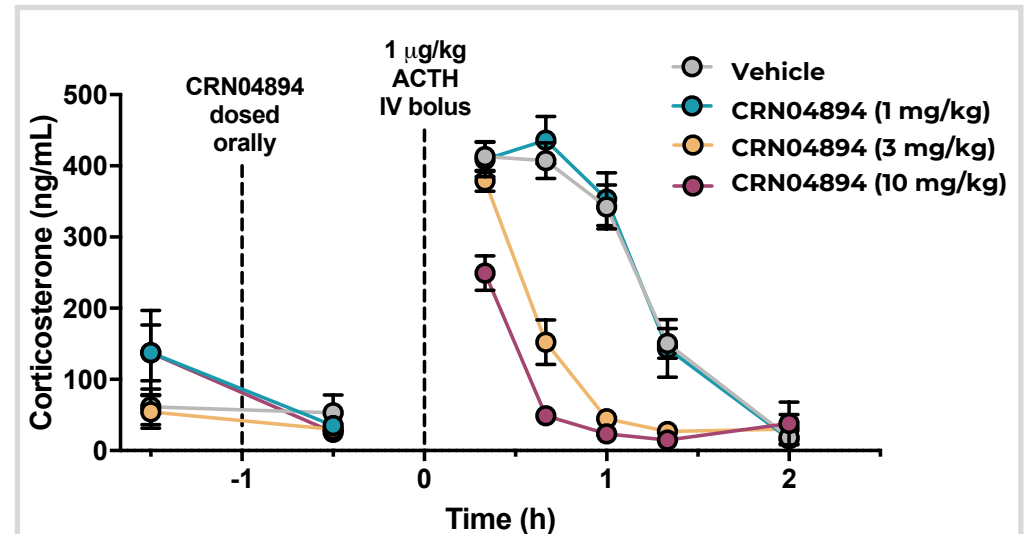 CRN04894
dosed
orally
1 μg/kg
ACTH
IV bolus
Vehicle
CRN04894 (1 mg/kg)
CRN04894 (3 mg/kg)
CRN04894 (10 mg/kg)
Corticosterone (ng/mL)
500
400
300
200
100
0
-1
0
1
2
Time (h)